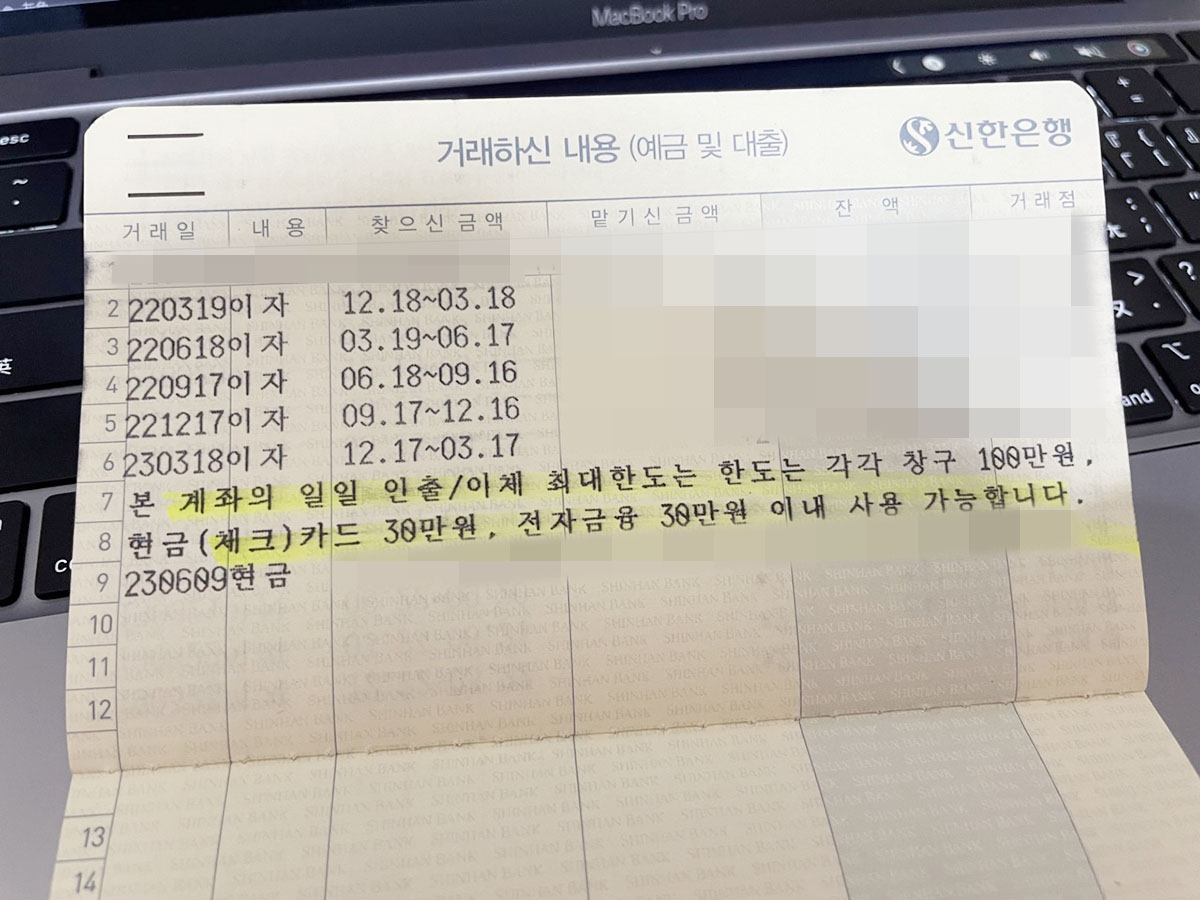 MacBook Pro
esc
거래하신 내용 (예금 및 대출) 신한은행
거래일 내용 찾으신금액 맡기신금액 잔액 거래점
2 220319이자 12.18~03.18
3 220618이자 03.19~06.17
4 220917이자 06.18~09.16
5 221217이자 09.17~12.16
6 230318이자 12.17~03.17
7 본 계좌의 일일 인출/이체 최대한도는 한도는 각각 창구 100만원,
8 현금(체크)카드 30만원, 전자금융 30만원 이내 사용 가능합니다.
9 230609현금
10
11
12
13
14
SHINHAN BANK
英
and